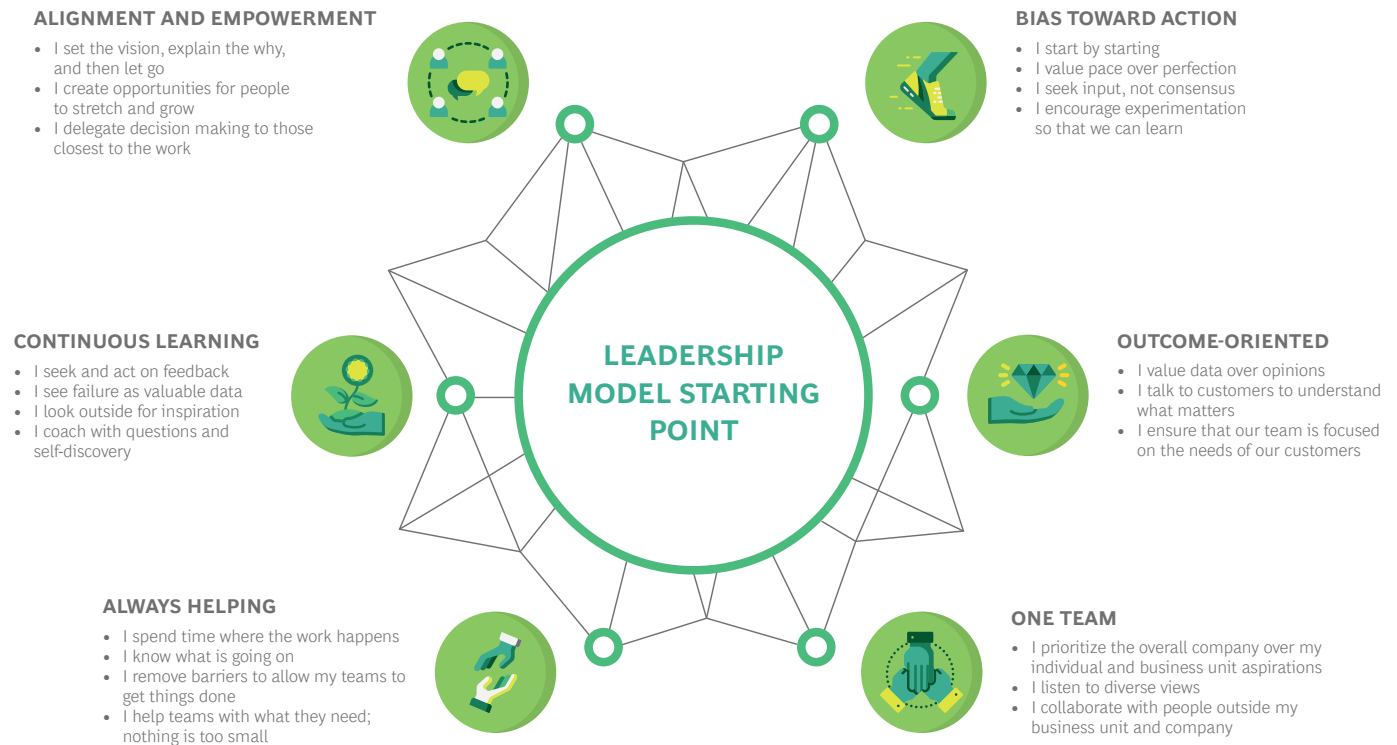 ALIGNMENT AND EMPOWERMENT
• I set the vision, explain the why,
and then let go
• I create opportunities for people
to stretch and grow
• I delegate decision making to those
closest to the work
BIAS TOWARD ACTION
• I start by starting
• I value pace over perfection
• I seek input, not consensus
• I encourage experimentation
so that we can learn
CONTINUOUS LEARNING
• I seek and act on feedback
• I see failure as valuable data
• I look outside for inspiration
• I coach with questions and
self-discovery
LEADERSHIP
MODEL STARTING
POINT
OUTCOME-ORIENTED
• I value data over opinions
• I talk to customers to understand
what matters
• I ensure that our team is focused
on the needs of our customers
ALWAYS HELPING
• I spend time where the work happens
• I know what is going on
• I remove barriers to allow my teams to
get things done
• I help teams with what they need;
nothing is too small
ONE TEAM
• I prioritize the overall company over my
individual and business unit aspirations
• I listen to diverse views
• I collaborate with people outside my
business unit and company